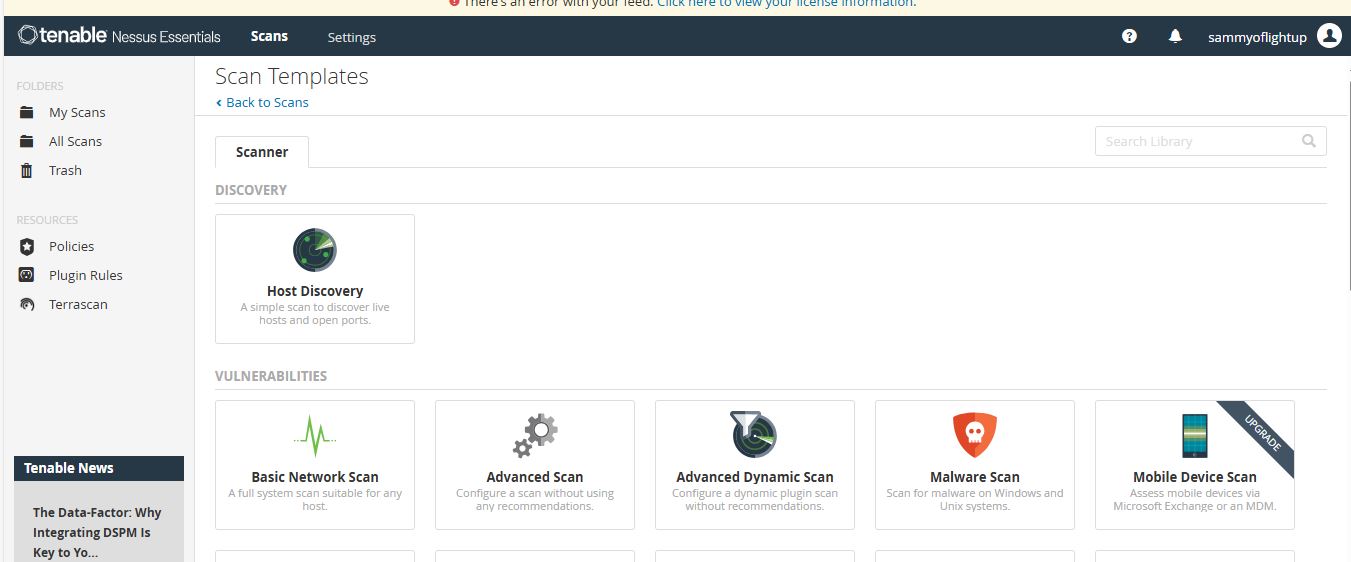 There's an error with your feed. Click here to view your license information.
tenable Nessus Essentials Scans Settings sammyoflightup
FOLDERS
My Scans
All Scans
Trash
RESOURCES
Policies
Plugin Rules
Terrascan
Tenable News
The Data-Factor: Why
Integrating DSPM Is
Key to Yo...
Scan Templates
Back to Scans
Scanner
Search Library
DISCOVERY
Host Discovery
A simple scan to discover live
hosts and open ports.
VULNERABILITIES
Basic Network Scan
A full system scan suitable for any
host.
Advanced Scan
Configure a scan without using
any recommendations.
Advanced Dynamic Scan
Configure a dynamic plugin scan
without recommendations.
Malware Scan
Scan for malware on Windows and
Unix systems.
UPGRADE
Mobile Device Scan
Assess mobile devices via
Microsoft Exchange or an MDM.